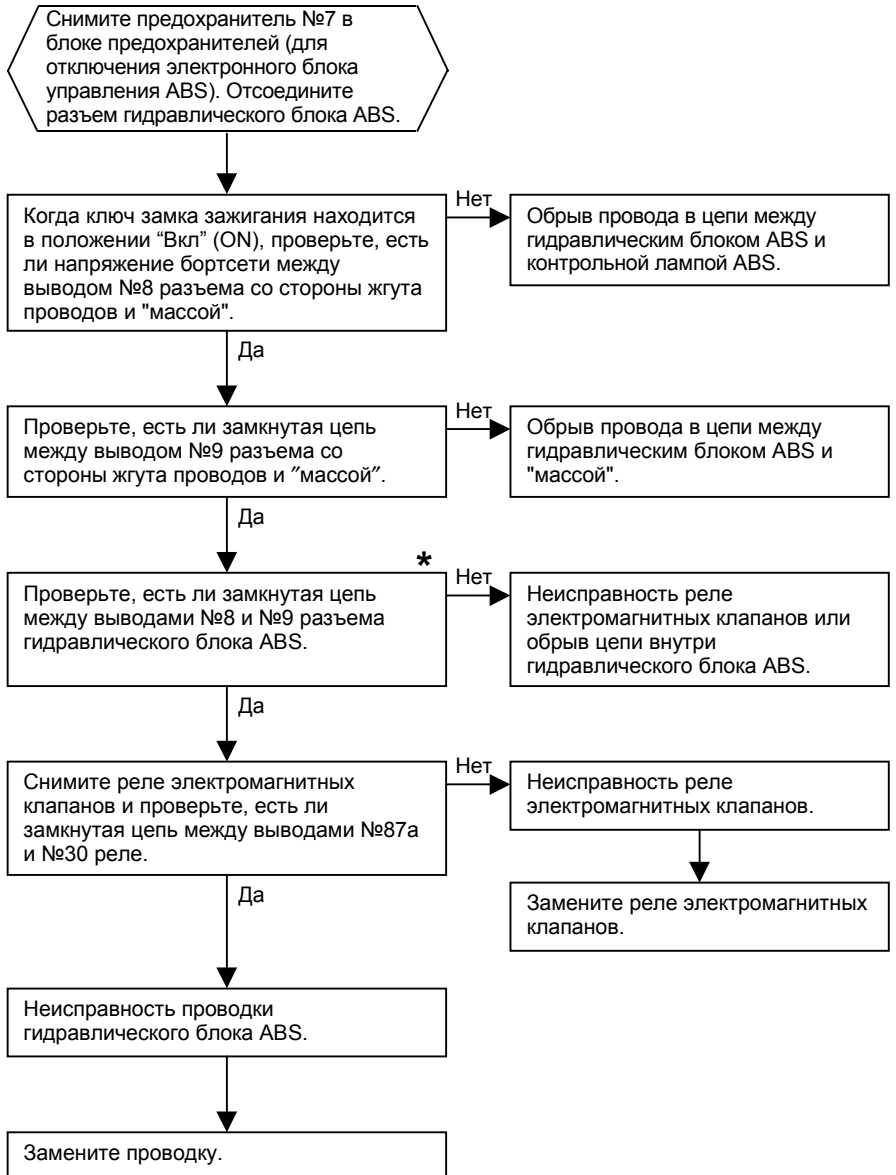 Снимите предохранитель №7 в
блоке предохранителей (для
отключения электронного блока
управления ABS). Отсоедините
разъем гидравлического блока ABS.
Когда ключ замка зажигания находится
в положении “Вкл” (ON), проверьте, есть
ли напряжение бортсети между
выводом №8 разъема со стороны жгута
проводов и "массой".
Нет
Обрыв провода в цепи между
гидравлическим блоком ABS и
контрольной лампой ABS.
Да
Проверьте, есть ли замкнутая цепь
между выводом №9 разъема со
стороны жгута проводов и ″массой″.
Нет
Обрыв провода в цепи между
гидравлическим блоком ABS и
"массой".
Да
*
Проверьте, есть ли замкнутая цепь
между выводами №8 и №9 разъема
гидравлического блока ABS.
Нет
Неисправность реле
электромагнитных клапанов или
обрыв цепи внутри
гидравлического блока ABS.
Да
Снимите реле электромагнитных
клапанов и проверьте, есть ли
замкнутая цепь между выводами №87a
и №30 реле.
Нет
Неисправность реле
электромагнитных клапанов.
Замените реле электромагнитных
клапанов.
Да
Неисправность проводки
гидравлического блока ABS.
Замените проводку.